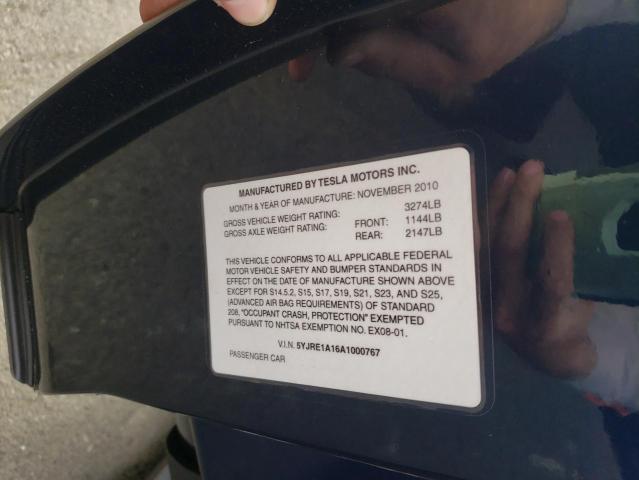 MANUFACTURED BY TESLA MOTORS INC.
MONTH & YEAR OF MANUFACTURE: NOVEMBER 2010
GROSS VEHICLE WEIGHT RATING: 3274LB
GROSS AXLE WEIGHT RATING: FRONT: 1144LB
REAR: 2147LB
THIS VEHICLE CONFORMS TO ALL APPLICABLE FEDERAL
MOTOR VEHICLE SAFETY AND BUMPER STANDARDS IN
EFFECT ON THE DATE OF MANUFACTURE SHOWN ABOVE
EXCEPT FOR S14.5.2, S15, S17, S19, S21, S23, AND S25,
(ADVANCED AIR BAG REQUIREMENTS) OF STANDARD
208, "OCCUPANT CRASH, PROTECTION" EXEMPTED
PURSUANT TO NHTSA EXEMPTION NO. EX08-01.
V.I.N. 5YJRE1A16A1000767
PASSENGER CAR